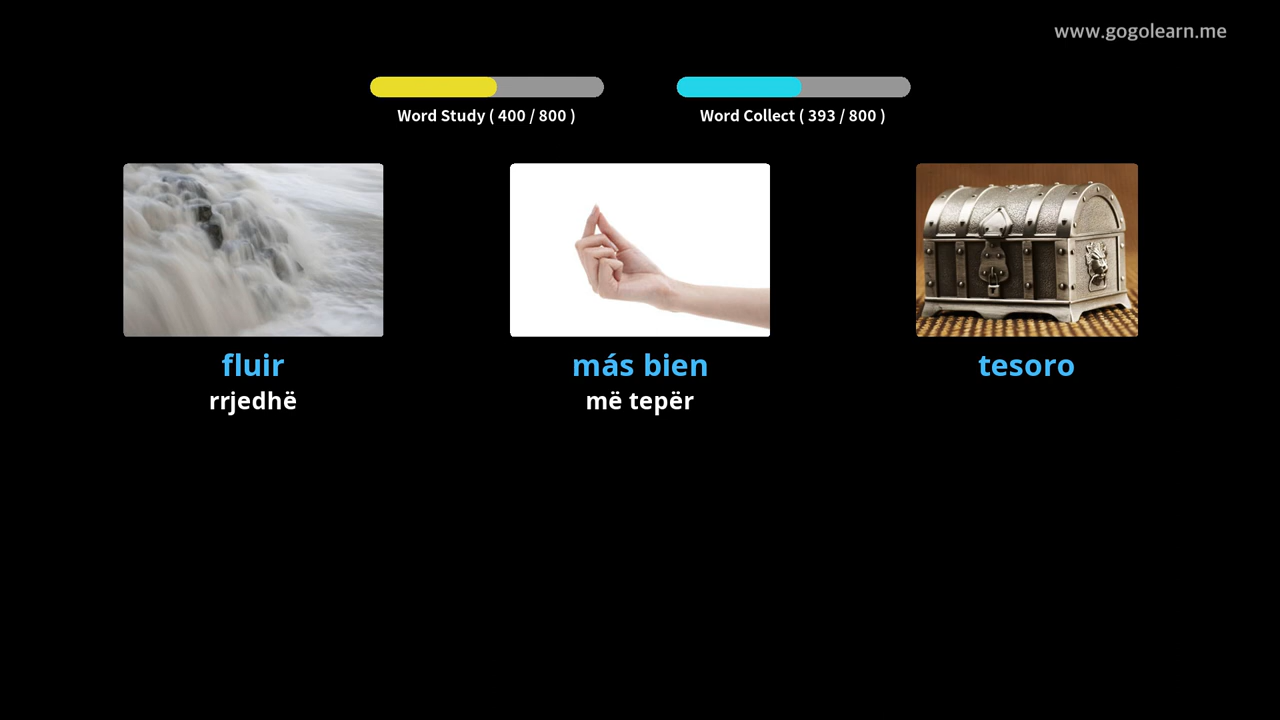 www.gogolearn.me
Word Study ( 400 / 800 )
Word Collect ( 393 / 800 )
fluir
rrjedhë
más bien
më tepër
tesoro